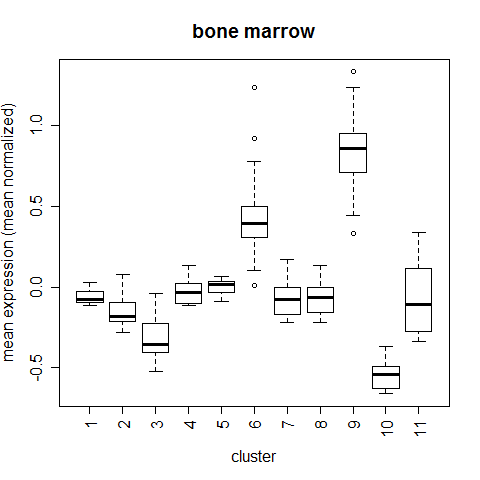 bone marrow
mean expression (mean normalized)
1.0
0.5
0.0
-0.5
1 2 3 4 5 6 7 8 9 10 11
cluster